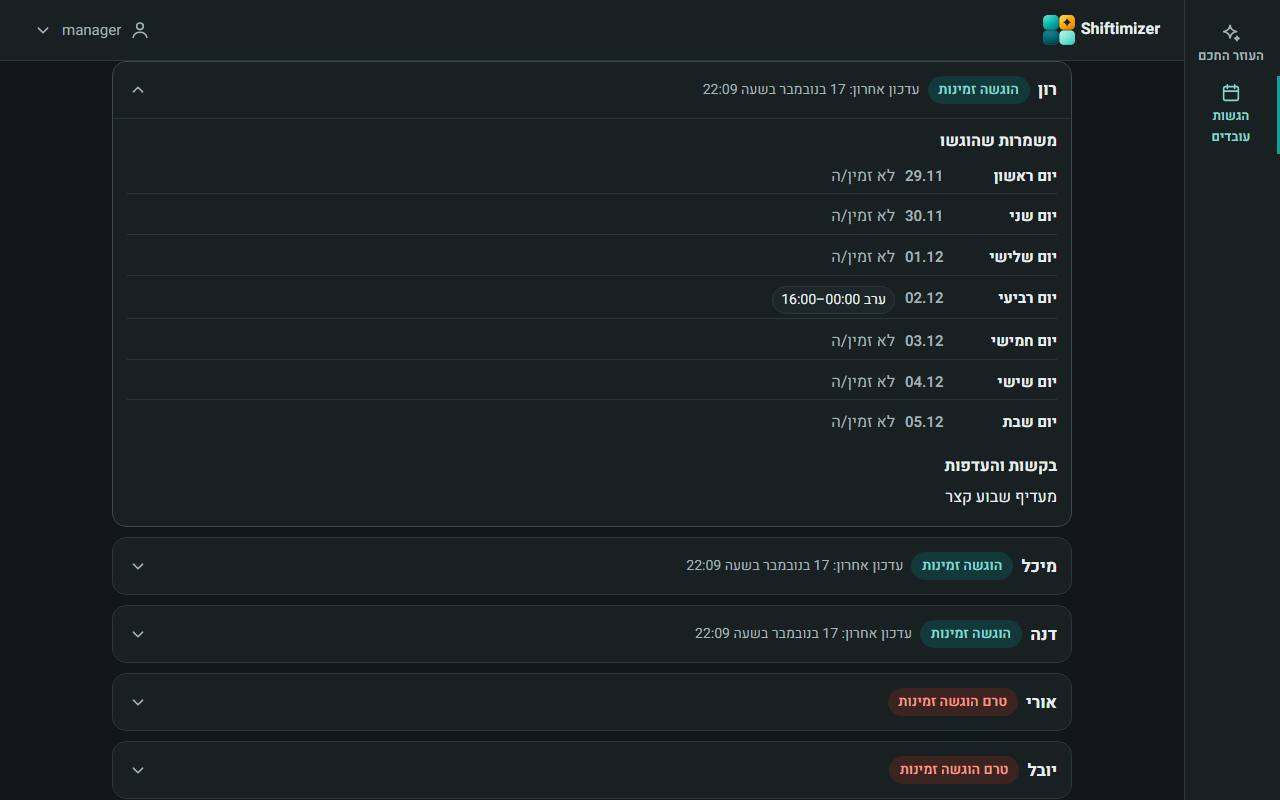 Shiftimizer
manager
העוזר החכם
הגשות
עובדים
רון הוגשה זמינות עדכון אחרון: 17 בנובמבר בשעה 22:09
משמרות שהוגשו
יום ראשון 29.11 לא זמין/ה
יום שני 30.11 לא זמין/ה
יום שלישי 01.12 לא זמין/ה
יום רביעי 02.12 ערב 16:00–00:00
יום חמישי 03.12 לא זמין/ה
יום שישי 04.12 לא זמין/ה
יום שבת 05.12 לא זמין/ה
בקשות והעדפות
מעדיף שבוע קצר
מיכל הוגשה זמינות עדכון אחרון: 17 בנובמבר בשעה 22:09
דנה הוגשה זמינות עדכון אחרון: 17 בנובמבר בשעה 22:09
אורי טרם הוגשה זמינות
יובל טרם הוגשה זמינות